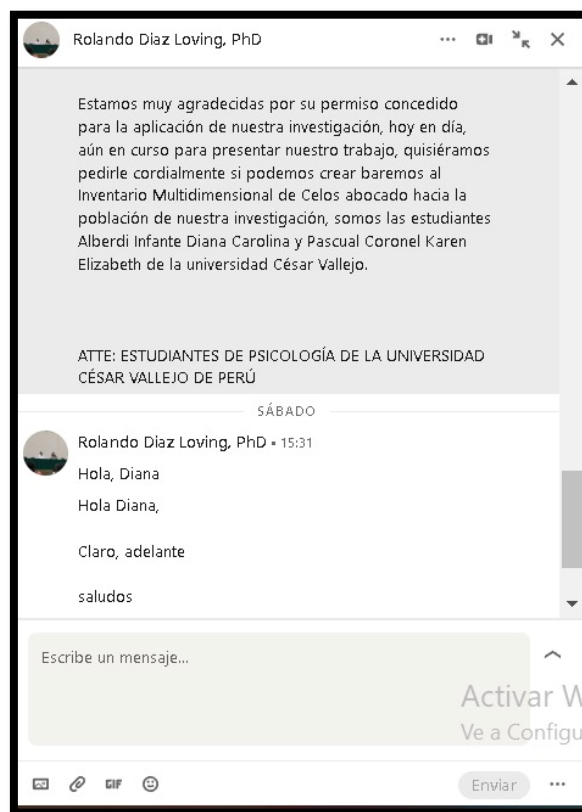 Rolando Diaz Loving, PhD
Estamos muy agradecidas por su permiso concedido
para la aplicación de nuestra investigación, hoy en día,
aún en curso para presentar nuestro trabajo, quisiéramos
pedirle cordialmente si podemos crear baremos al
Inventario Multidimensional de Celos abocado hacia la
población de nuestra investigación, somos las estudiantes
Alberdi Infante Diana Carolina y Pascual Coronel Karen
Elizabeth de la universidad César Vallejo.
ATTE: ESTUDIANTES DE PSICOLOGÍA DE LA UNIVERSIDAD
CÉSAR VALLEJO DE PERÚ
SÁBADO
Rolando Diaz Loving, PhD • 15:31
Hola, Diana
Hola Diana,
Claro, adelante
saludos
Escribe un mensaje...
Activar W
Ve a Configu
GIF
Enviar